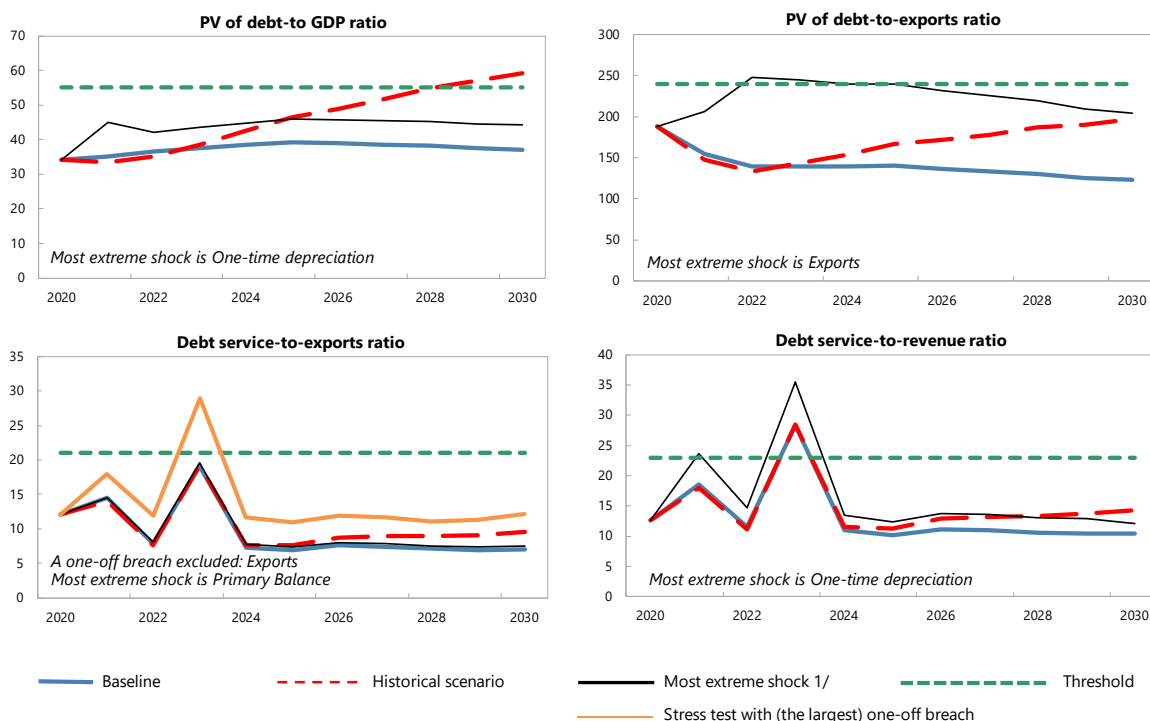 PV of debt-to GDP ratio
70
60
50
40
30
20
10
0
Most extreme shock is One-time depreciation
2020 2022 2024 2026 2028 2030
PV of debt-to-exports ratio
300
250
200
150
100
50
0
Most extreme shock is Exports
2020 2022 2024 2026 2028 2030
Debt service-to-exports ratio
35
30
25
20
15
10
5
0
A one-off breach excluded: Exports
Most extreme shock is Primary Balance
2020 2022 2024 2026 2028 2030
Debt service-to-revenue ratio
40
35
30
25
20
15
10
5
0
Most extreme shock is One-time depreciation
2020 2022 2024 2026 2028 2030
Baseline Historical scenario Most extreme shock 1/ Threshold
Stress test with (the largest) one-off breach